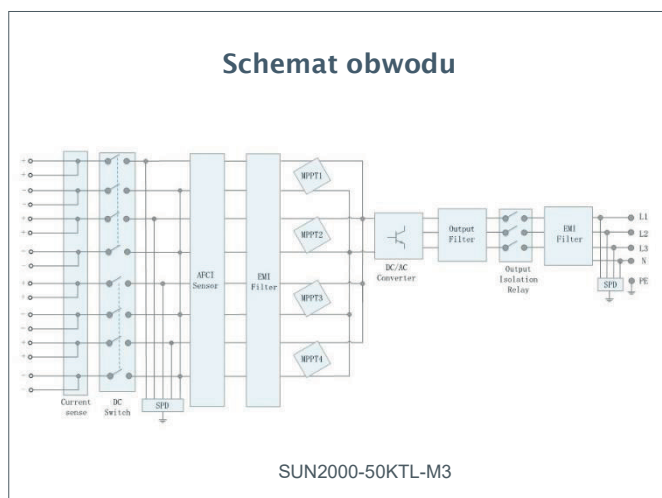 Schemat obwodu
+
+
-
-
+
+
-
-
+
+
-
-
+
+
-
-
Current
sense
DC
Switch
SPD
AFCI
Sensor
EMI
Filter
MPPT1
MPPT2
MPPT3
MPPT4
DC/AC
Converter
Output
Filter
Output
Isolation
Relay
EMI
Filter
L1
L2
L3
N
PE
SPD
SUN2000-50KTL-M3